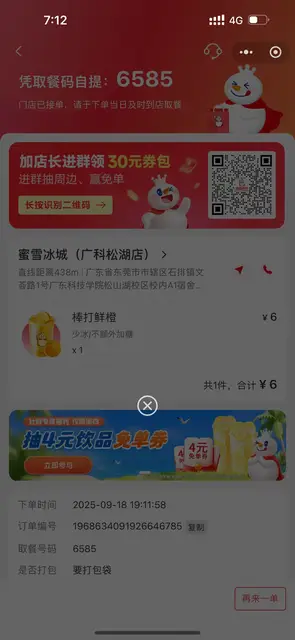 7:12
4G
凭取餐码自提：6585
门店已接单，请于下单当日及时到店取餐
加店长进群领 30元券包
进群抽周边、赢免单
长按识别二维码
蜜雪冰城（广科松湖店）
直线距离438m | 广东省东莞市市辖区石排镇文
苔路1号广东科技学院松山湖校区校内A1宿舍...
棒打鲜橙
¥ 6
少冰/不额外加糖
x 1
共1件，合计 ¥ 6
抽4元饮品免单券
4元
免单券
立即参与
下单时间 2025-09-18 19:11:58
订单编号 1968634091926646785 复制
取餐号码 6585
是否打包 要打包袋
再来一单